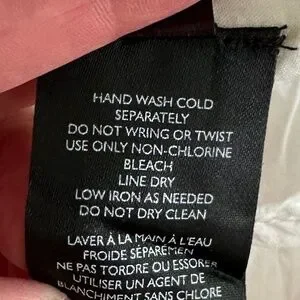 HAND WASH COLD
SEPARATELY
DO NOT WRING OR TWIST
USE ONLY NON-CHLORINE
BLEACH
LINE DRY
LOW IRON AS NEEDED
DO NOT DRY CLEAN
LAVER À LA MAIN À L'EAU
FROIDE SÉPARÉMEN
NE PAS TORDRE OU ESSORER
UTILISER UN AGENT DE
BLANCHIMENT SANS CHLORE